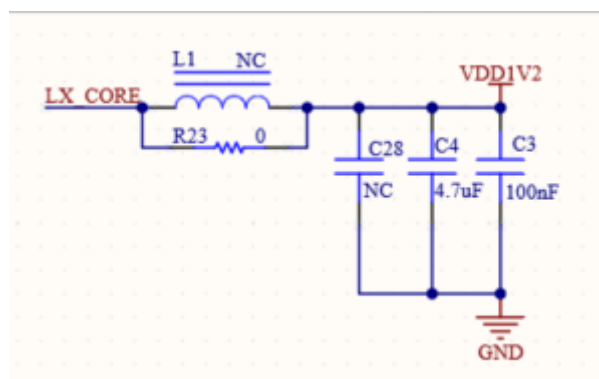 L1 NC
VDD1V2
LX_CORE
R23 0
C28 C4 C3
NC 4.7uF 100nF
GND